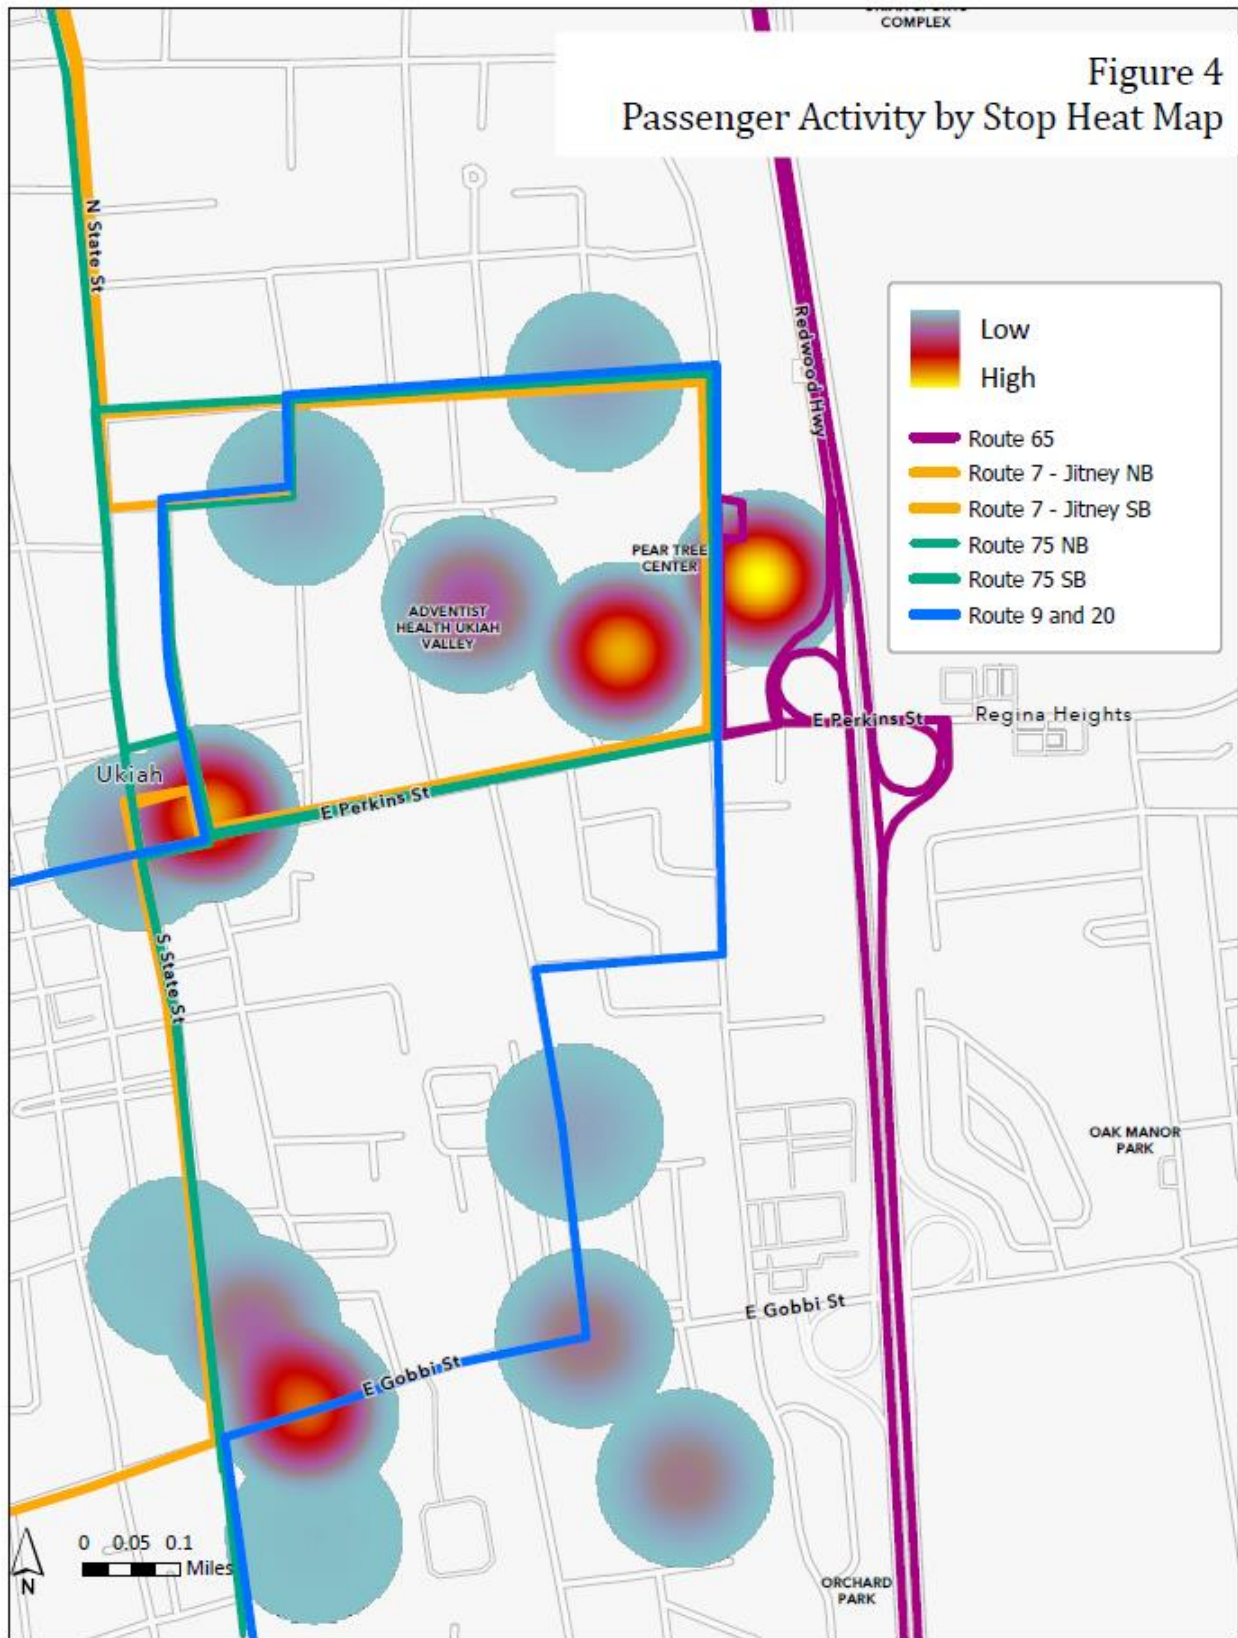 COMPLEX
Figure 4
Passenger Activity by Stop Heat Map
N State St
Redwood Hwy
Low
High
Route 65
Route 7 - Jitney NB
Route 7 - Jitney SB
Route 75 NB
Route 75 SB
Route 9 and 20
PEAR TREE
CENTER
ADVENTIST
HEALTH UKIAH
VALLEY
E Perkins St
Regina Heights
Ukiah
E Perkins St
S State St
OAK MANOR
PARK
E Gobbi St
E Gobbi St
0 0.05 0.1
Miles
N
ORCHARD
PARK